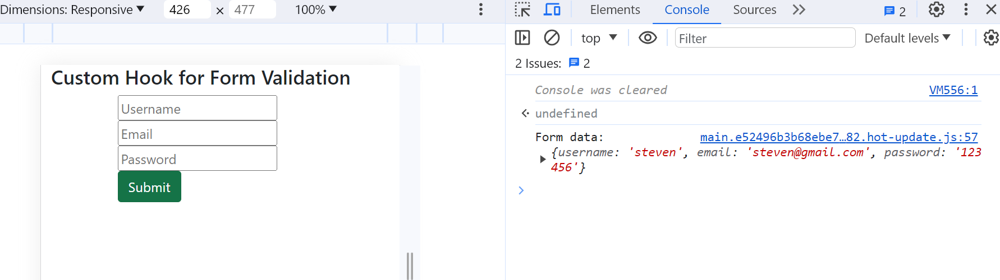 Dimensions: Responsive 426 × 477 100%
Elements Console Sources 2
top Filter Default levels
2 Issues: 2
Custom Hook for Form Validation
Username
Email
Password
Submit
Console was cleared VM556:1
undefined
Form data: main.e52496b3b68ebe7…82.hot-update.js:57
{username: 'steven', email: 'steven@gmail.com', password: '123
456'}